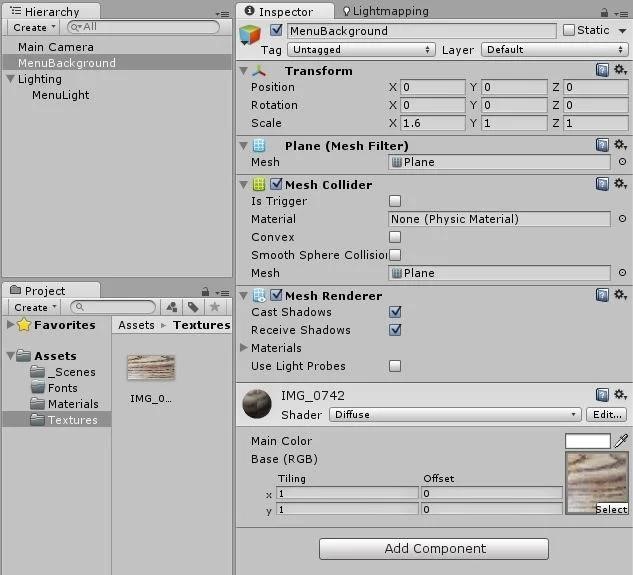 Hierarchy
Create
All
Main Camera
MenuBackground
Lighting
MenuLight
Project
Create
Favorites
Assets
_Scenes
Fonts
Materials
Textures
Assets
Textures
IMG_0...
Inspector
Lightmapping
MenuBackground
Static
Tag Untagged Layer Default
Transform
Position X 0 Y 0 Z 0
Rotation X 0 Y 0 Z 0
Scale X 1.6 Y 1 Z 1
Plane (Mesh Filter)
Mesh Plane
Mesh Collider
Is Trigger
Material None (Physic Material)
Convex
Smooth Sphere Collision
Mesh Plane
Mesh Renderer
Cast Shadows
Receive Shadows
Materials
Use Light Probes
IMG_0742
Shader Diffuse Edit...
Main Color
Base (RGB)
Tiling Offset
x 1 0
y 1 0
Select
Add Component